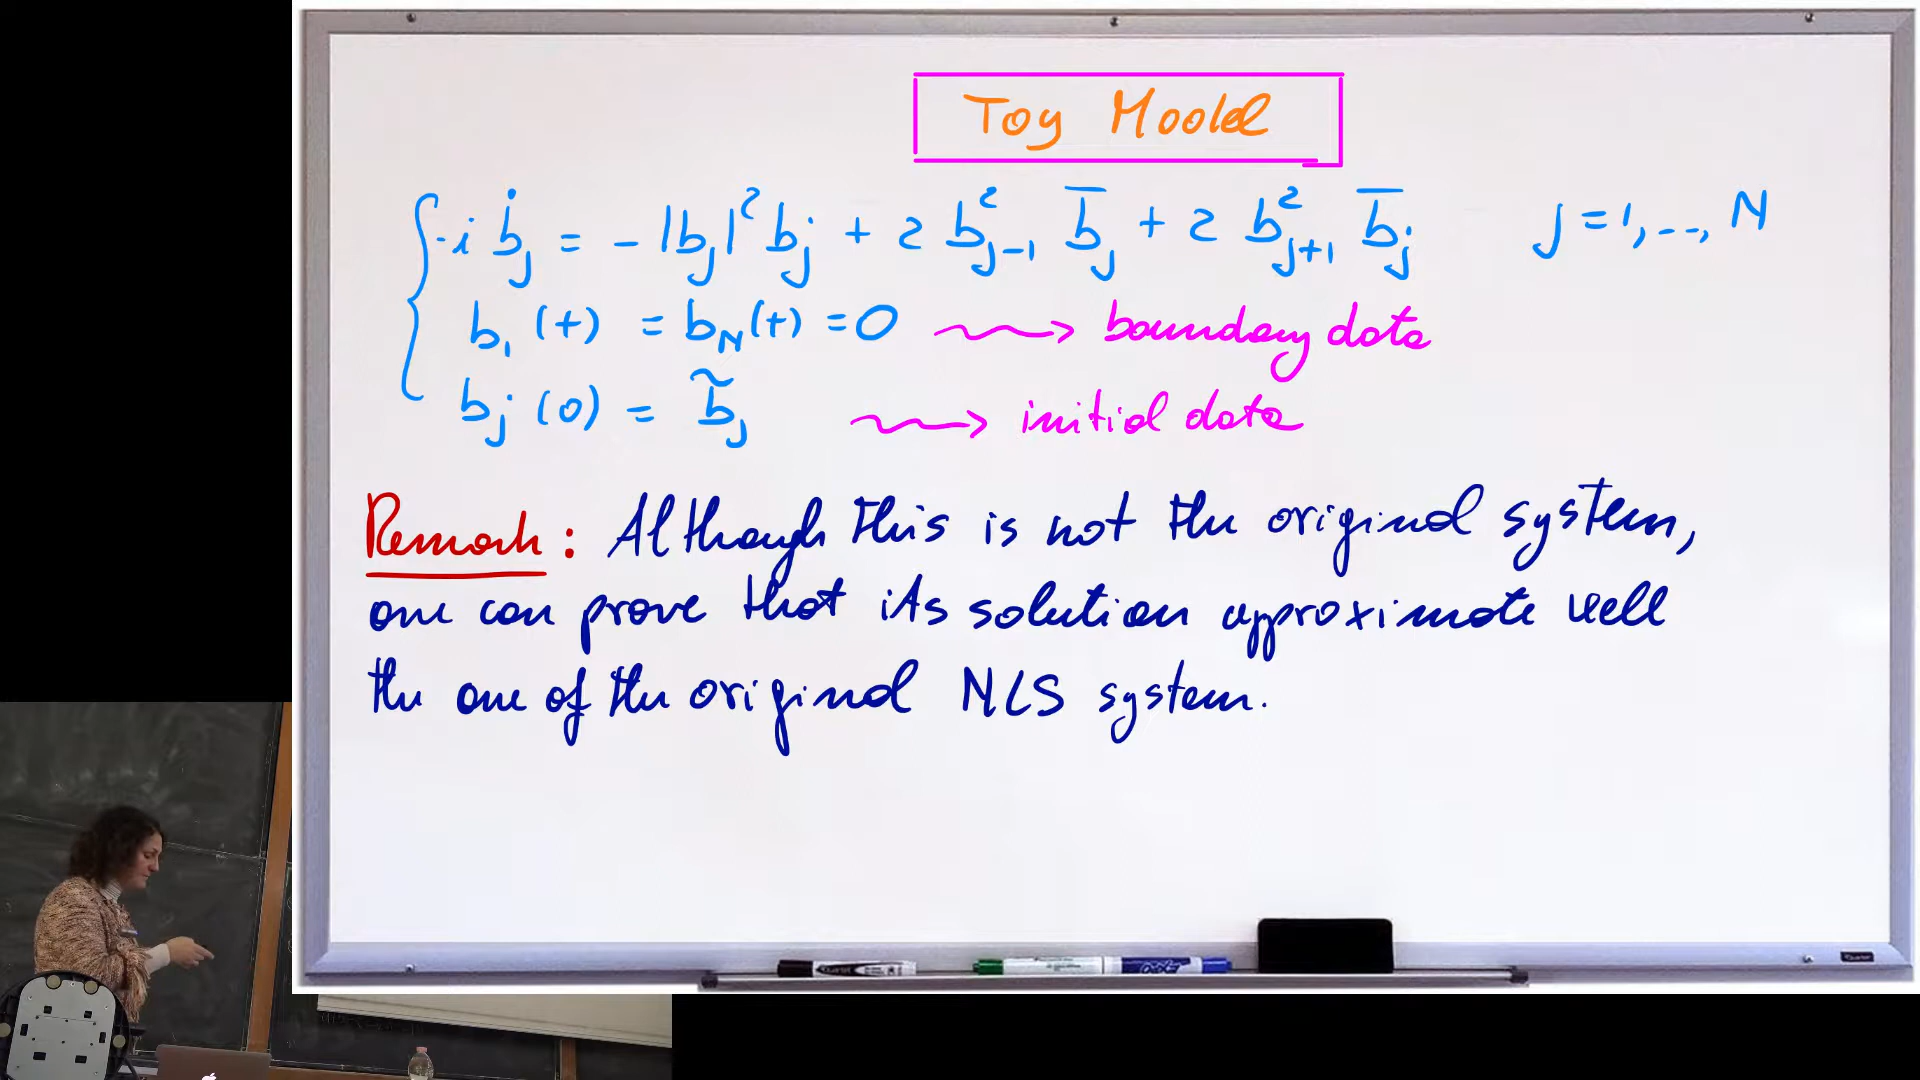 Toy Model
-i ḃ_j = - |b_j|² b_j + 2 b²_{j-1} b̄_j + 2 b²_{j+1} b̄_j    j = 1, ..., N
b_1 (t) = b_N (t) = 0 ⟿ boundary data
b_j (0) = b̃_j ⟿ initial data
Remark: Although this is not the original system,
one can prove that its solution approximate well
the one of the original NLS system.